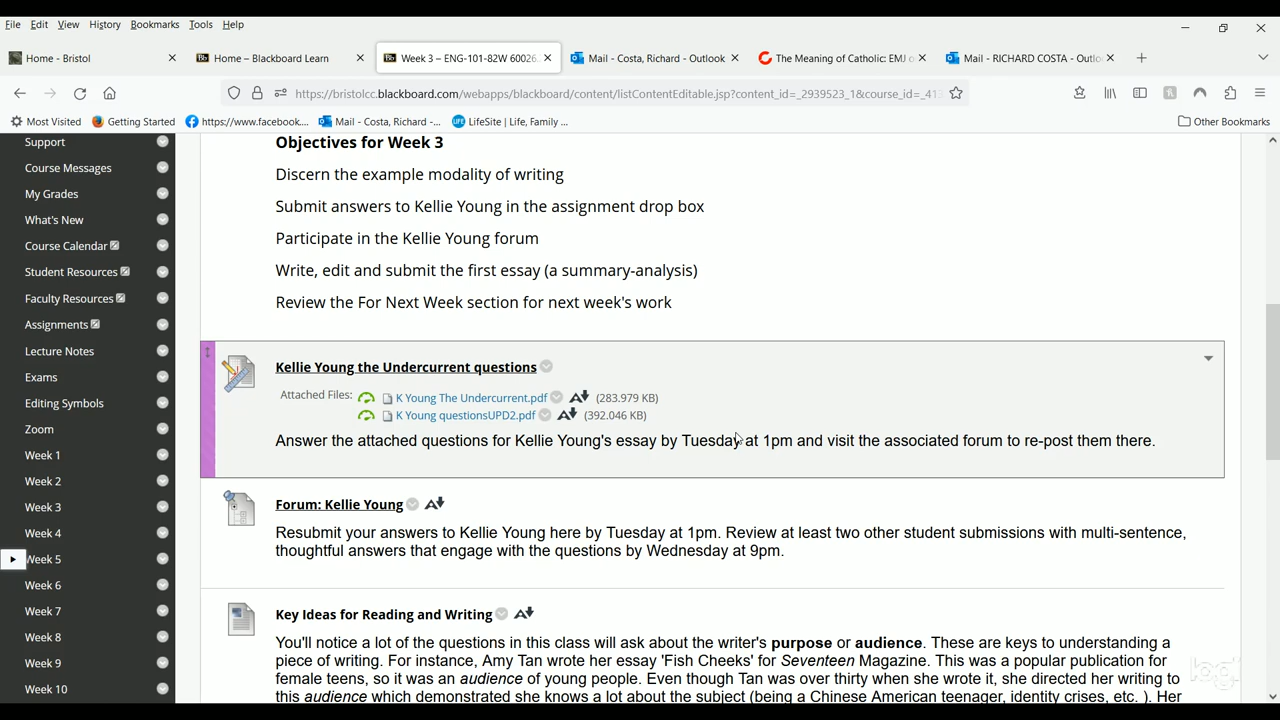 File Edit View History Bookmarks Tools Help
Home - Bristol
Home – Blackboard Learn
Week 3 – ENG-101-82W 60026
Mail - Costa, Richard - Outlook
The Meaning of Catholic: EMJ
Mail - RICHARD COSTA - Outlo
https://bristolcc.blackboard.com/webapps/blackboard/content/listContentEditable.jsp?content_id=_2939523_1&course_id=_413
Most Visited
Getting Started
https://www.facebook....
Mail - Costa, Richard -...
LifeSite | Life, Family ...
Other Bookmarks
Support
Course Messages
My Grades
What's New
Course Calendar
Student Resources
Faculty Resources
Assignments
Lecture Notes
Exams
Editing Symbols
Zoom
Week 1
Week 2
Week 3
Week 4
Week 5
Week 6
Week 7
Week 8
Week 9
Week 10
Objectives for Week 3
Discern the example modality of writing
Submit answers to Kellie Young in the assignment drop box
Participate in the Kellie Young forum
Write, edit and submit the first essay (a summary-analysis)
Review the For Next Week section for next week's work
Kellie Young the Undercurrent questions
Attached Files: K Young The Undercurrent.pdf (283.979 KB)
K Young questionsUPD2.pdf (392.046 KB)
Answer the attached questions for Kellie Young's essay by Tuesday at 1pm and visit the associated forum to re-post them there.
Forum: Kellie Young
Resubmit your answers to Kellie Young here by Tuesday at 1pm. Review at least two other student submissions with multi-sentence,
thoughtful answers that engage with the questions by Wednesday at 9pm.
Key Ideas for Reading and Writing
You'll notice a lot of the questions in this class will ask about the writer's purpose or audience. These are keys to understanding a
piece of writing. For instance, Amy Tan wrote her essay 'Fish Cheeks' for Seventeen Magazine. This was a popular publication for
female teens, so it was an audience of young people. Even though Tan was over thirty when she wrote it, she directed her writing to
this audience which demonstrated she knows a lot about the subject (being a Chinese American teenager, identity crises, etc. ). Her
logi